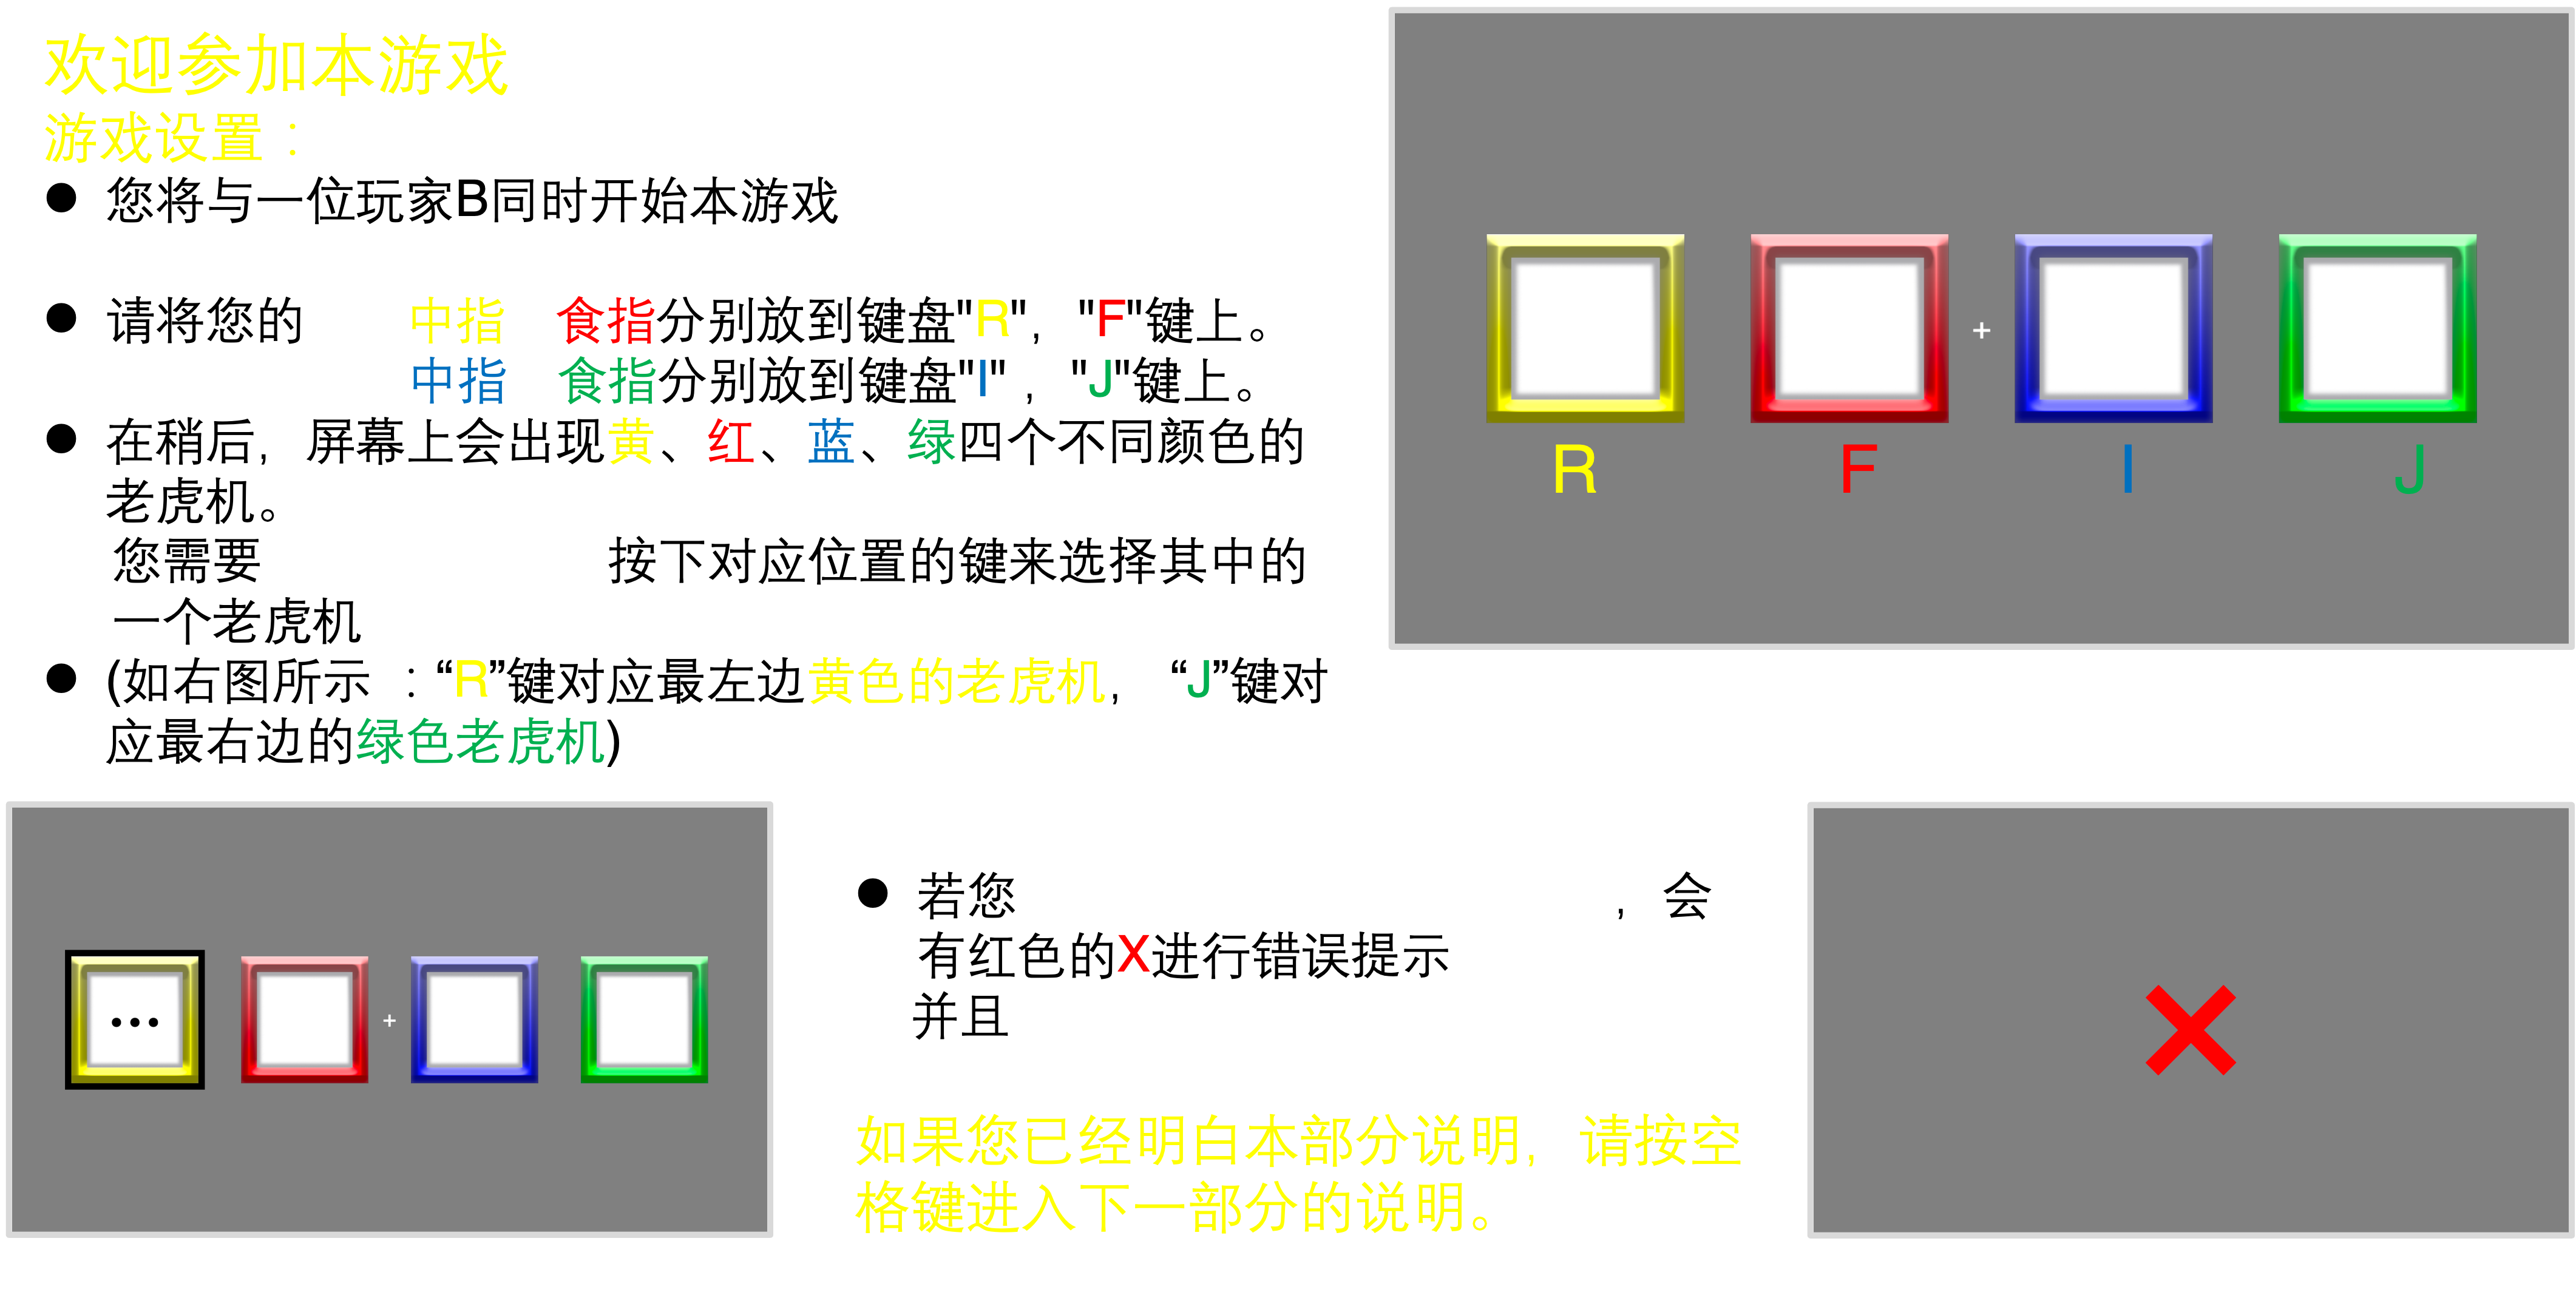 欢迎参加本游戏
游戏设置：
● 您将与一位玩家B同时开始本游戏
● 请将您的 中指 食指分别放到键盘"R"，"F"键上。
中指 食指分别放到键盘"I"，"J"键上。
● 在稍后，屏幕上会出现黄、红、蓝、绿四个不同颜色的
老虎机。
您需要 按下对应位置的键来选择其中的
一个老虎机
● (如右图所示：“R”键对应最左边黄色的老虎机，“J”键对
应最右边的绿色老虎机)
R F I J
● 若您 ，会
有红色的X进行错误提示
并且
如果您已经明白本部分说明，请按空
格键进入下一部分的说明。